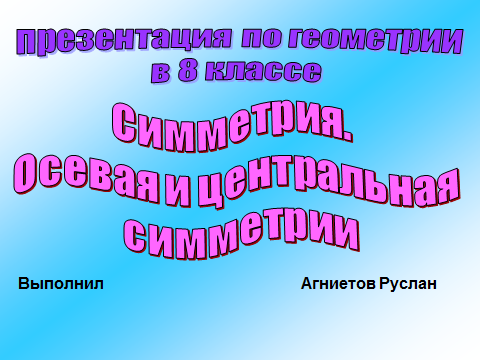 презентация по геометрии
в 8 классе
Симметрия.
Осевая и центральная
симметрии
Выполнил Агниетов Руслан